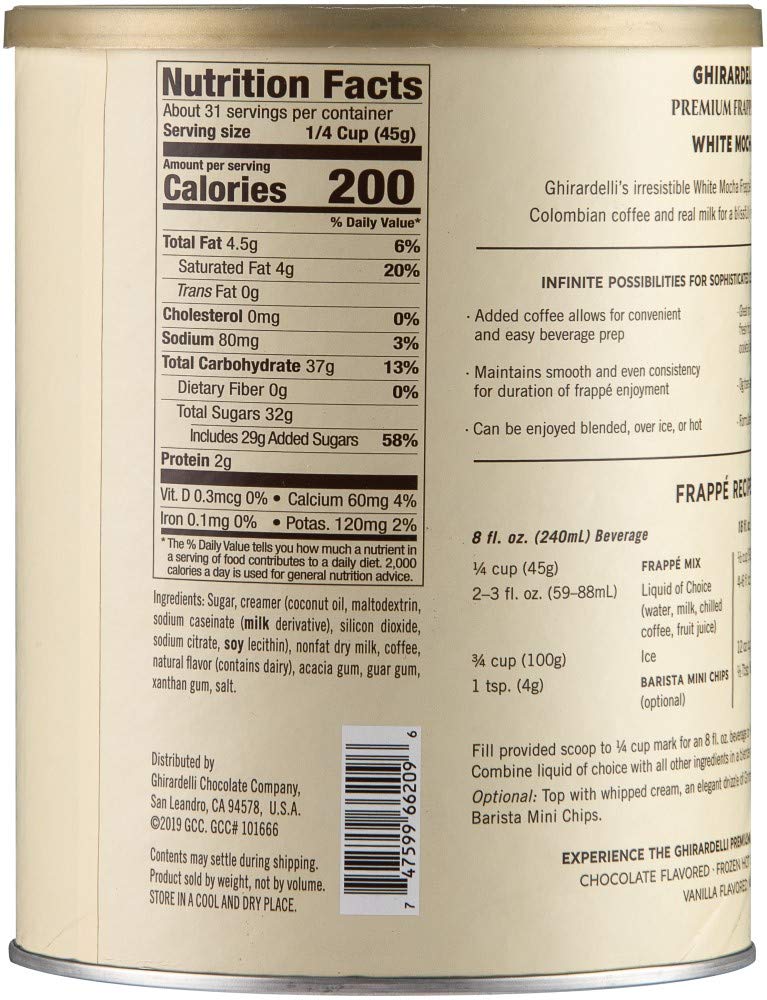 Nutrition Facts
About 31 servings per container
Serving size 1/4 Cup (45g)
Amount per serving
Calories 200
% Daily Value*
Total Fat 4.5g 6%
Saturated Fat 4g 20%
Trans Fat 0g
Cholesterol 0mg 0%
Sodium 80mg 3%
Total Carbohydrate 37g 13%
Dietary Fiber 0g 0%
Total Sugars 32g
Includes 29g Added Sugars 58%
Protein 2g
Vit. D 0.3mcg 0% • Calcium 60mg 4%
Iron 0.1mg 0% • Potas. 120mg 2%
*The % Daily Value tells you how much a nutrient in
a serving of food contributes to a daily diet. 2,000
calories a day is used for general nutrition advice.
Ingredients: Sugar, creamer (coconut oil, maltodextrin,
sodium caseinate (milk derivative), silicon dioxide,
sodium citrate, soy lecithin), nonfat dry milk, coffee,
natural flavor (contains dairy), acacia gum, guar gum,
xanthan gum, salt.
Distributed by
Ghirardelli Chocolate Company,
San Leandro, CA 94578, U.S.A.
©2019 GCC. GCC# 101666
Contents may settle during shipping.
Product sold by weight, not by volume.
STORE IN A COOL AND DRY PLACE.
7 47599 66209 6
GHIRARDEL
PREMIUM FRAP
WHITE MOCH
Ghirardelli's irresistible White Mocha Frappé
Colombian coffee and real milk for a blissful
INFINITE POSSIBILITIES FOR SOPHISTICATED
· Added coffee allows for convenient
and easy beverage prep
· Maintains smooth and even consistency
for duration of frappé enjoyment
· Can be enjoyed blended, over ice, or hot
FRAPPÉ RECIPE
8 fl. oz. (240mL) Beverage
¼ cup (45g) FRAPPÉ MIX
2–3 fl. oz. (59–88mL) Liquid of Choice
(water, milk, chilled
coffee, fruit juice)
¾ cup (100g) Ice
1 tsp. (4g) BARISTA MINI CHIPS
(optional)
Fill provided scoop to ¼ cup mark for an 8 fl. oz. beverage
Combine liquid of choice with all other ingredients in a
Optional: Top with whipped cream, an elegant drizzle of
Barista Mini Chips.
EXPERIENCE THE GHIRARDELLI PREMIUM
CHOCOLATE FLAVORED · FROZEN HOT
VANILLA FLAVORED